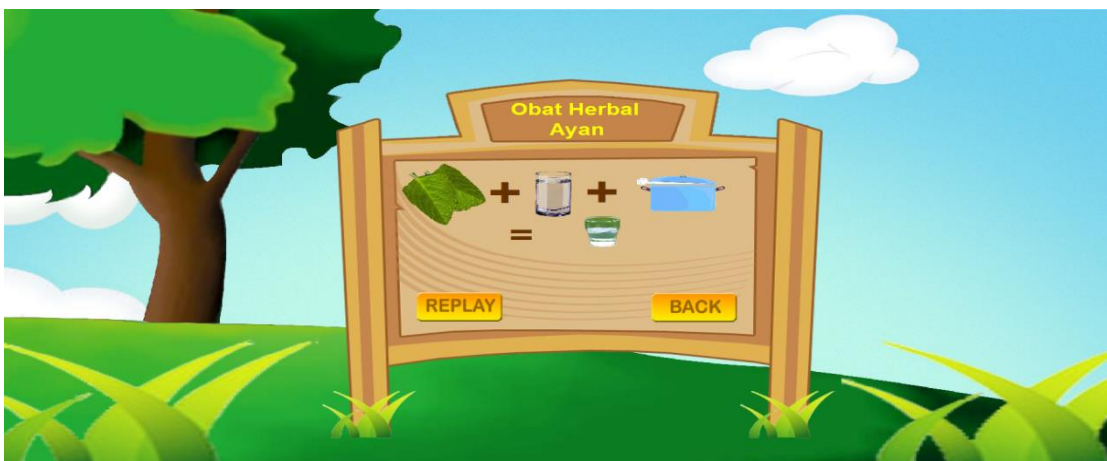 Obat Herbal
Ayan
+ +
=
REPLAY
BACK